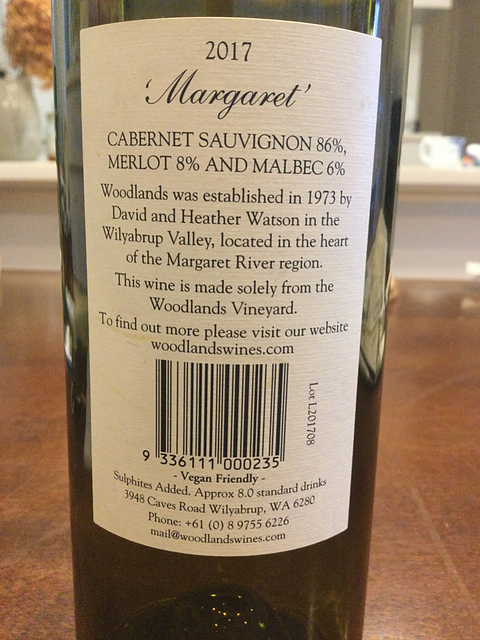 2017
‘Margaret’
CABERNET SAUVIGNON 86%,
MERLOT 8% AND MALBEC 6%
Woodlands was established in 1973 by
David and Heather Watson in the
Wilyabrup Valley, located in the heart
of the Margaret River region.
This wine is made solely from the
Woodlands Vineyard.
To find out more please visit our website
woodlandswines.com
Lot L201708
9 336111 000235
- Vegan Friendly -
Sulphites Added. Approx 8.0 standard drinks
3948 Caves Road Wilyabrup, WA 6280
Phone: +61 (0) 8 9755 6226
mail@woodlandswines.com